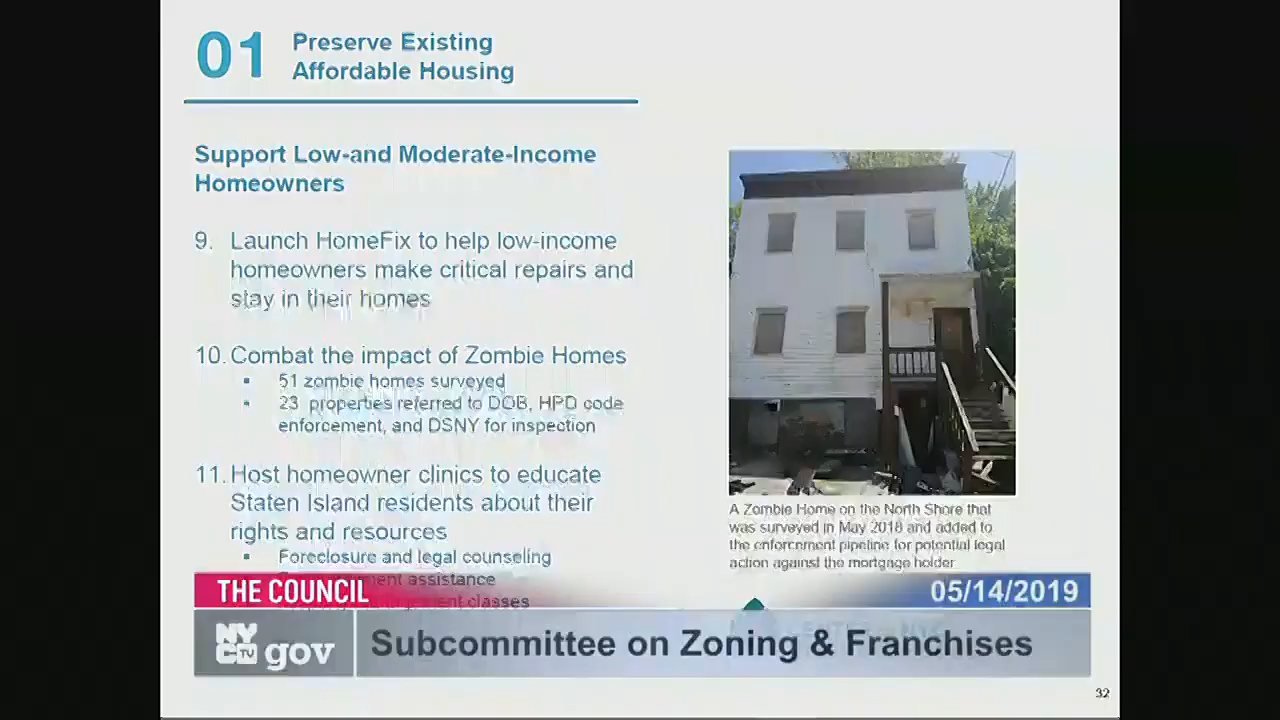 01
Preserve Existing
Affordable Housing
Support Low-and Moderate-Income
Homeowners
9. Launch HomeFix to help low-income
homeowners make critical repairs and
stay in their homes
10. Combat the impact of Zombie Homes
▪ 51 zombie homes surveyed
▪ 23 properties referred to DOB, HPD code
enforcement, and DSNY for inspection
11. Host homeowner clinics to educate
Staten Island residents about their
rights and resources
▪ Foreclosure and legal counseling
assistance
classes
A Zombie Home on the North Shore that
was surveyed in May 2018 and added to
the enforcement pipeline for potential legal
action against the mortgage holder
THE COUNCIL
05/14/2019
NYC TV gov
Subcommittee on Zoning & Franchises
32